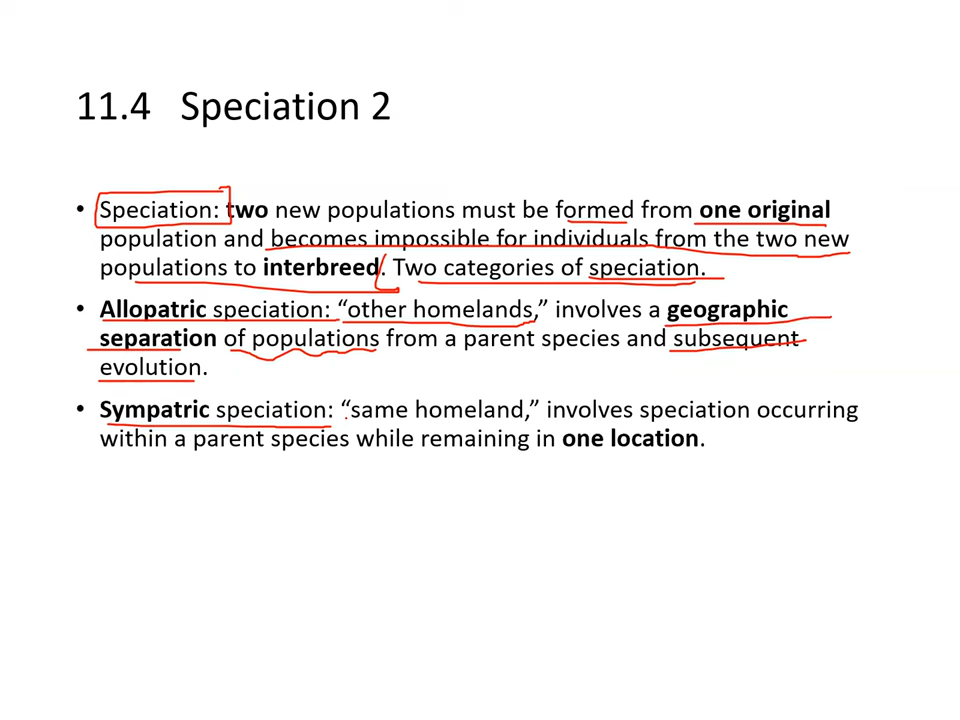 11.4 Speciation 2
• Speciation: two new populations must be formed from one original
population and becomes impossible for individuals from the two new
populations to interbreed. Two categories of speciation.
• Allopatric speciation: “other homelands,” involves a geographic
separation of populations from a parent species and subsequent
evolution.
• Sympatric speciation: “same homeland,” involves speciation occurring
within a parent species while remaining in one location.